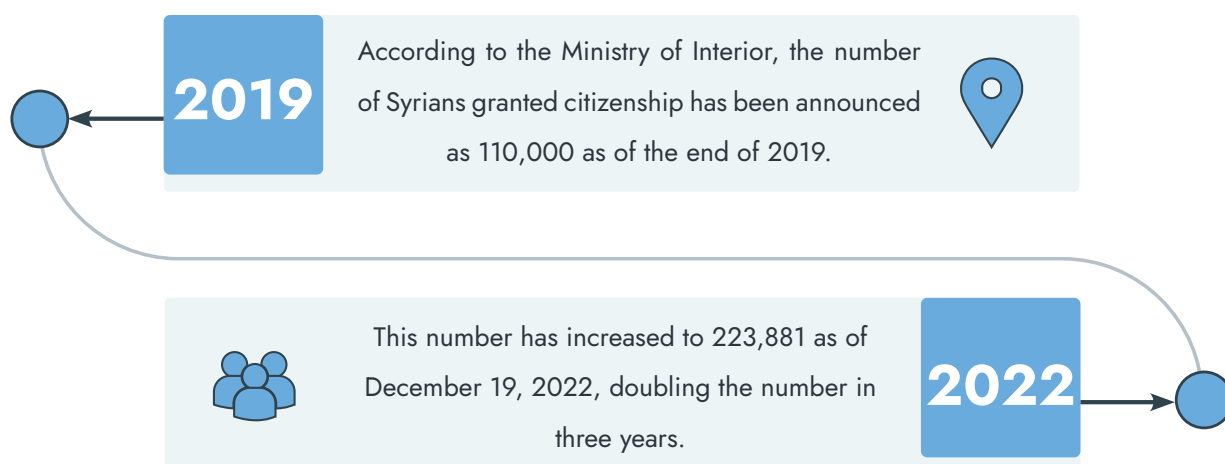 2019
According to the Ministry of Interior, the number
of Syrians granted citizenship has been announced
as 110,000 as of the end of 2019.
This number has increased to 223,881 as of
December 19, 2022, doubling the number in
three years.
2022